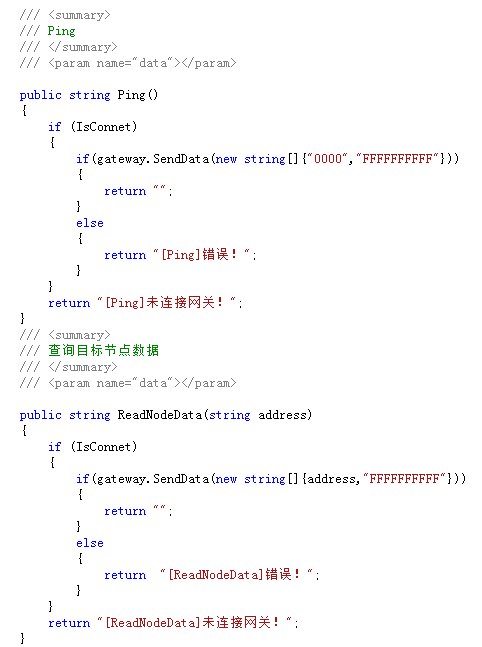 /// <summary>
/// Ping
/// </summary>
/// <param name="data"></param>

public string Ping()
{
    if (IsConnet)
    {
        if(gateway.SendData(new string[]{"0000","FFFFFFFFFF"}))
        {
            return "";
        }
        else
        {
            return "[Ping]错误！";
        }
    }
    return "[Ping]未连接网关！";
}
/// <summary>
/// 查询目标节点数据
/// </summary>
/// <param name="data"></param>

public string ReadNodeData(string address)
{
    if (IsConnet)
    {
        if(gateway.SendData(new string[]{address,"FFFFFFFFFF"}))
        {
            return "";
        }
        else
        {
            return  "[ReadNodeData]错误！";
        }
    }
    return "[ReadNodeData]未连接网关！";
}